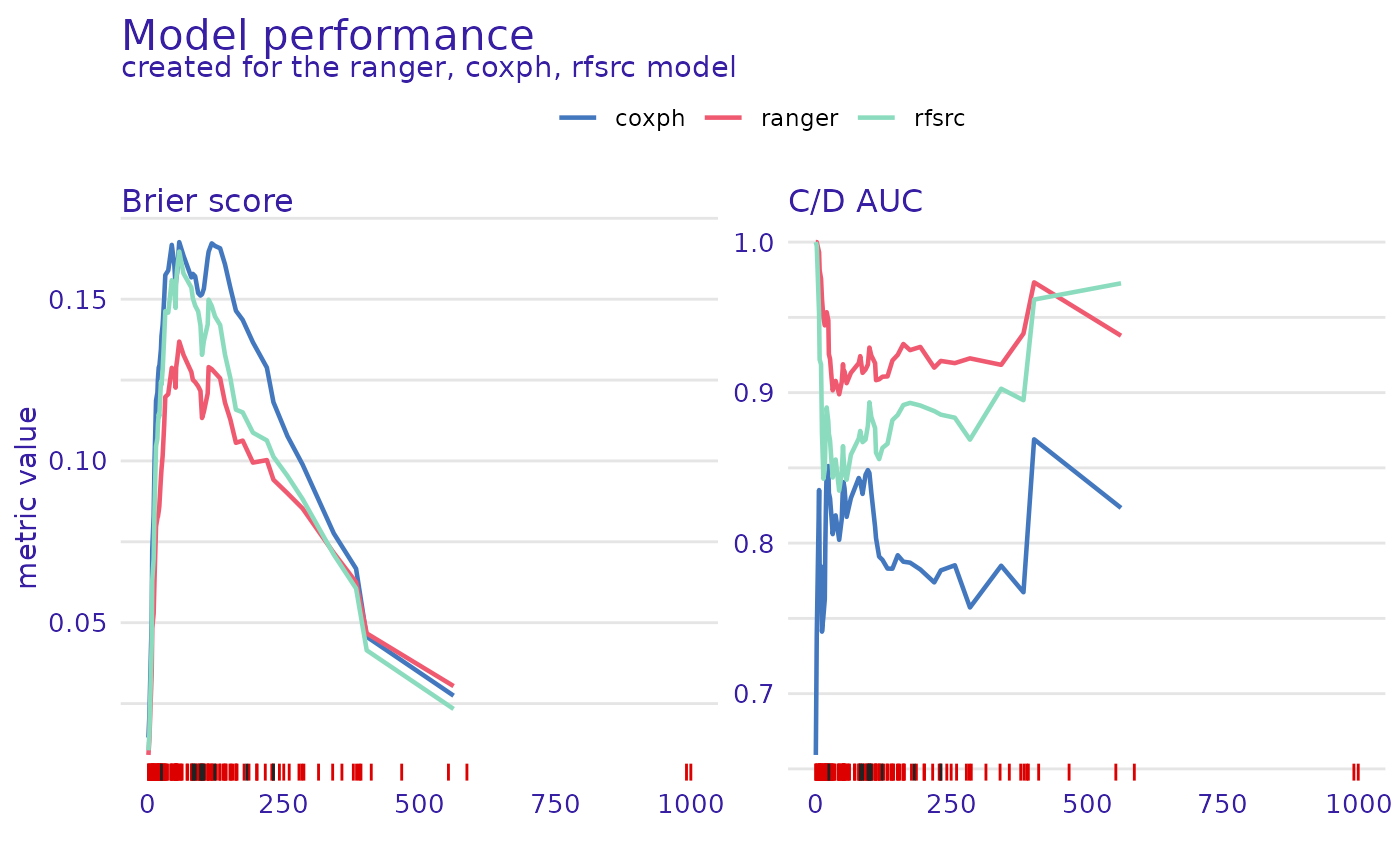 Model performance
created for the ranger, coxph, rfsrc model
coxph ranger rfsrc
Brier score
C/D AUC
metric value
0.15
0.10
0.05
1.0
0.9
0.8
0.7
0 250 500 750 1000
0 250 500 750 1000